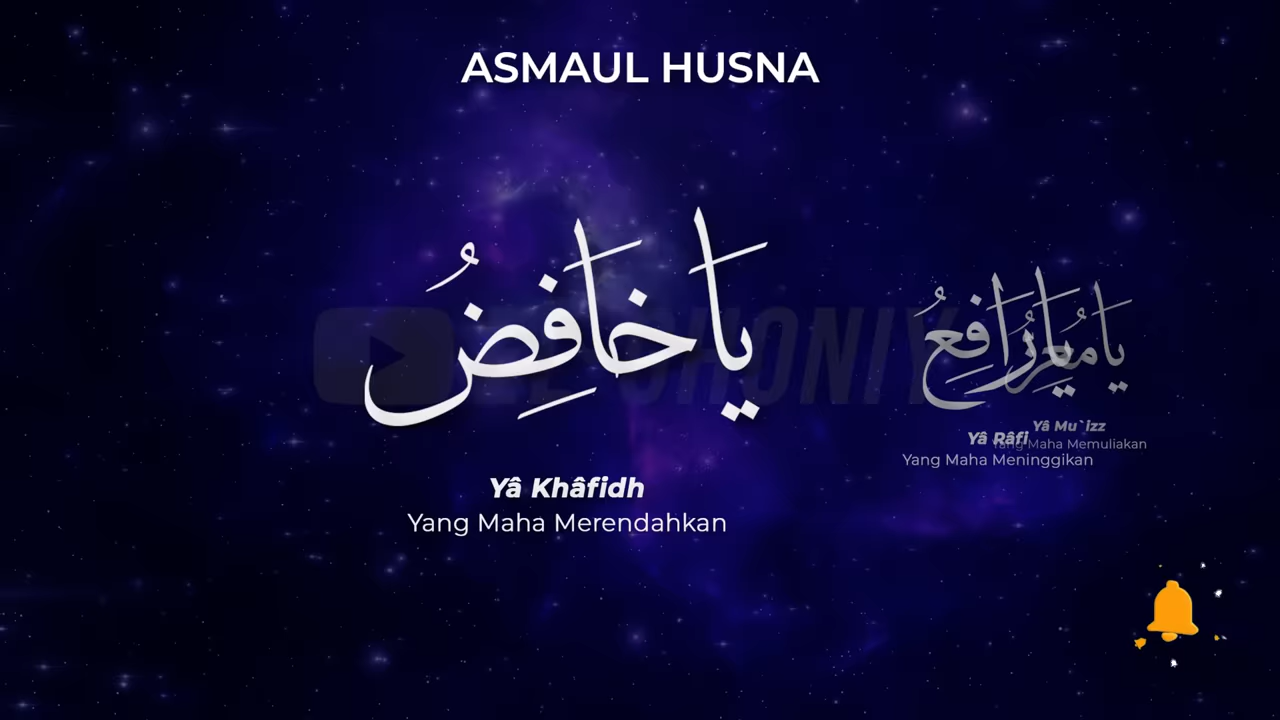 ASMAUL HUSNA
يَا خَافِضُ
Yâ Khâfidh
Yang Maha Merendahkan
يَا رَافِعُ
Yâ Râfi
Yang Maha Meninggikan
يَا مُعِزُّ
Yâ Mu`izz
Yang Maha Memuliakan